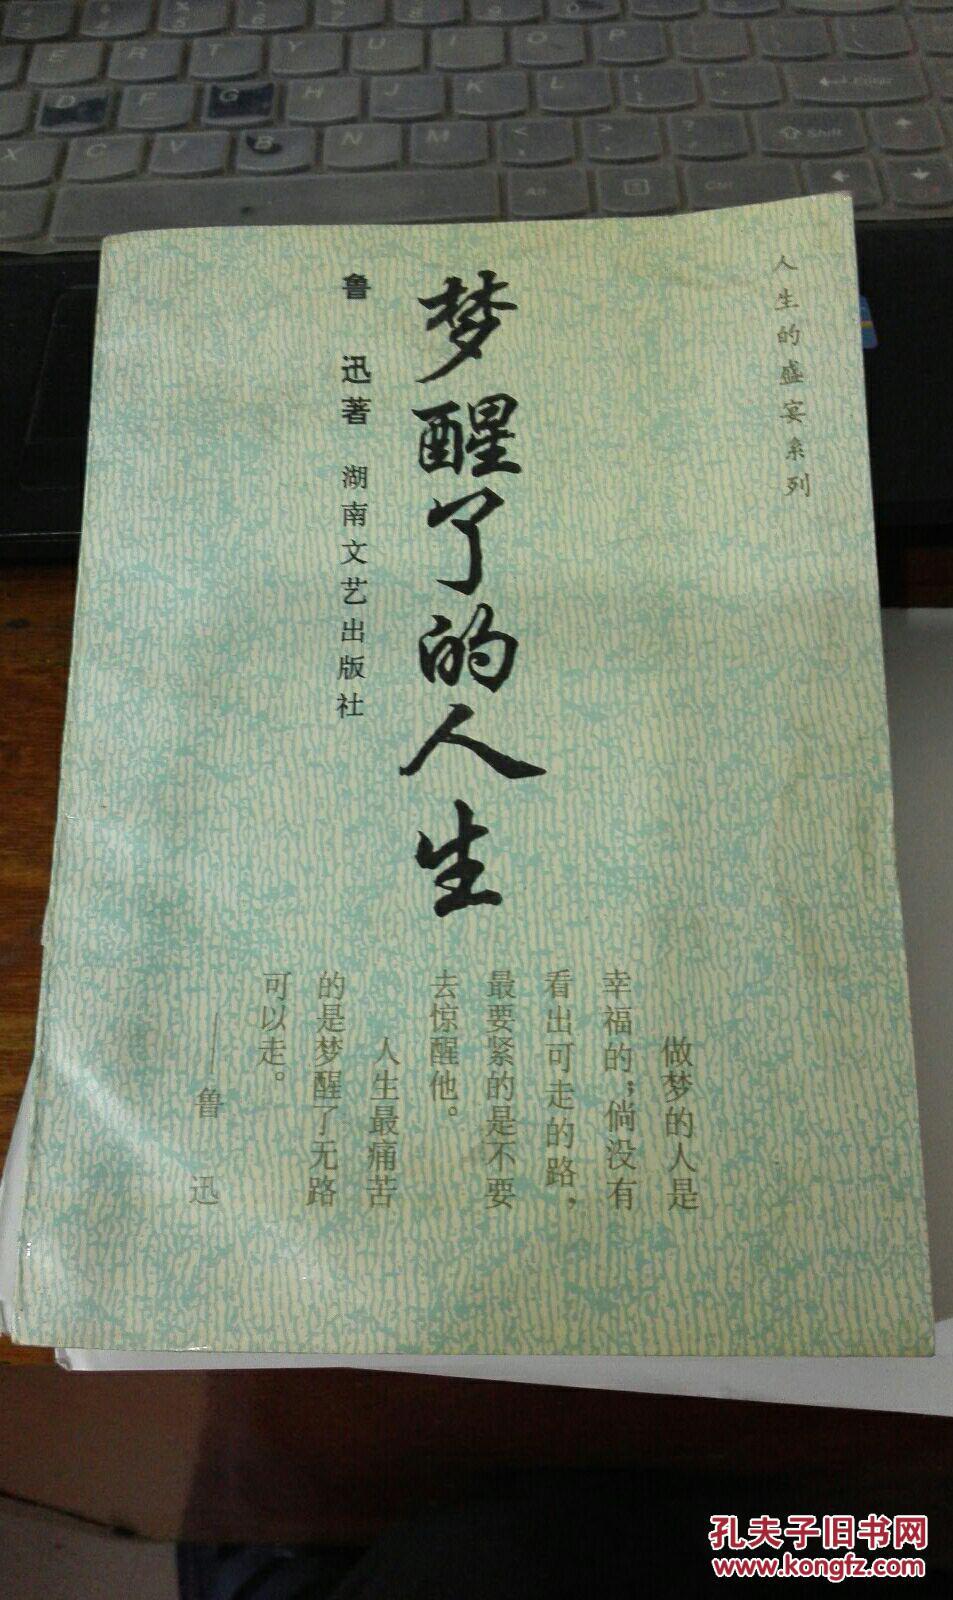 人生的盛宴系列
梦醒了的人生
鲁迅著 湖南文艺出版社
做梦的人是
幸福的；倘没有
看出可走的路，
最要紧的是不要
去惊醒他。
人生最痛苦
的是梦醒了无路
可以走。
——鲁迅
E R T Y U I O P
D F G H J K L Enter
X C V B N M Shift
Alt Ctrl
孔夫子旧书网
www.kongfz.com